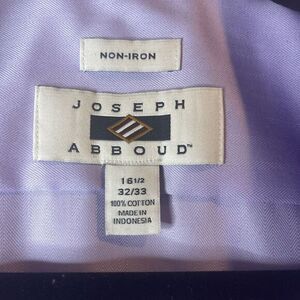 NON-IRON
JOSEPH
ABBOUD™
16 1/2
32/33
100% COTTON
MADE IN
INDONESIA